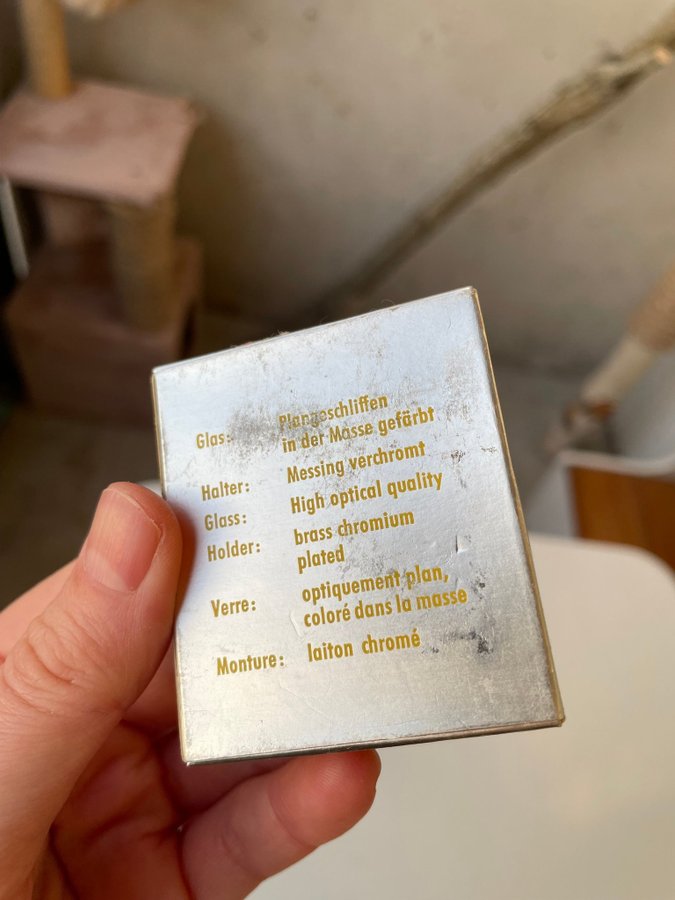 Glas: Plangeschliffen
in der Masse gefärbt
Halter: Messing verchromt
Glass: High optical quality
Holder: brass chromium
plated
Verre: optiquement plan,
coloré dans la masse
Monture: laiton chromé